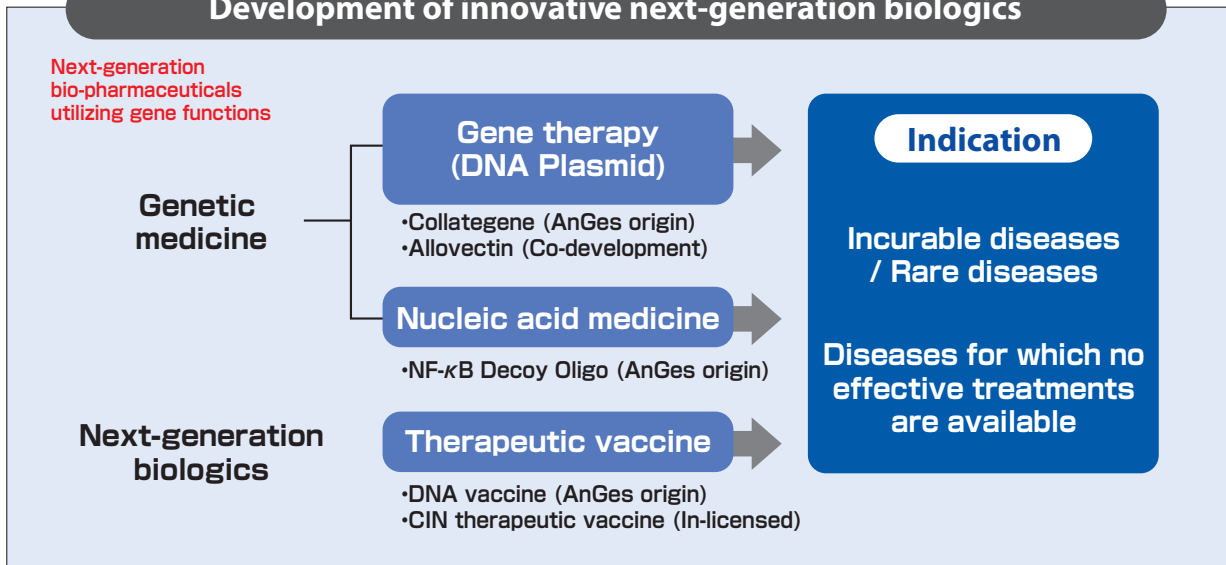 Development of innovative next-generation biologics
Next-generation
bio-pharmaceuticals
utilizing gene functions
Genetic
medicine
Gene therapy
(DNA Plasmid)
•Collategene (AnGes origin)
•Allovectin (Co-development)
Nucleic acid medicine
•NF-κB Decoy Oligo (AnGes origin)
Next-generation
biologics
Therapeutic vaccine
•DNA vaccine (AnGes origin)
•CIN therapeutic vaccine (In-licensed)
Indication
Incurable diseases
/ Rare diseases
Diseases for which no
effective treatments
are available